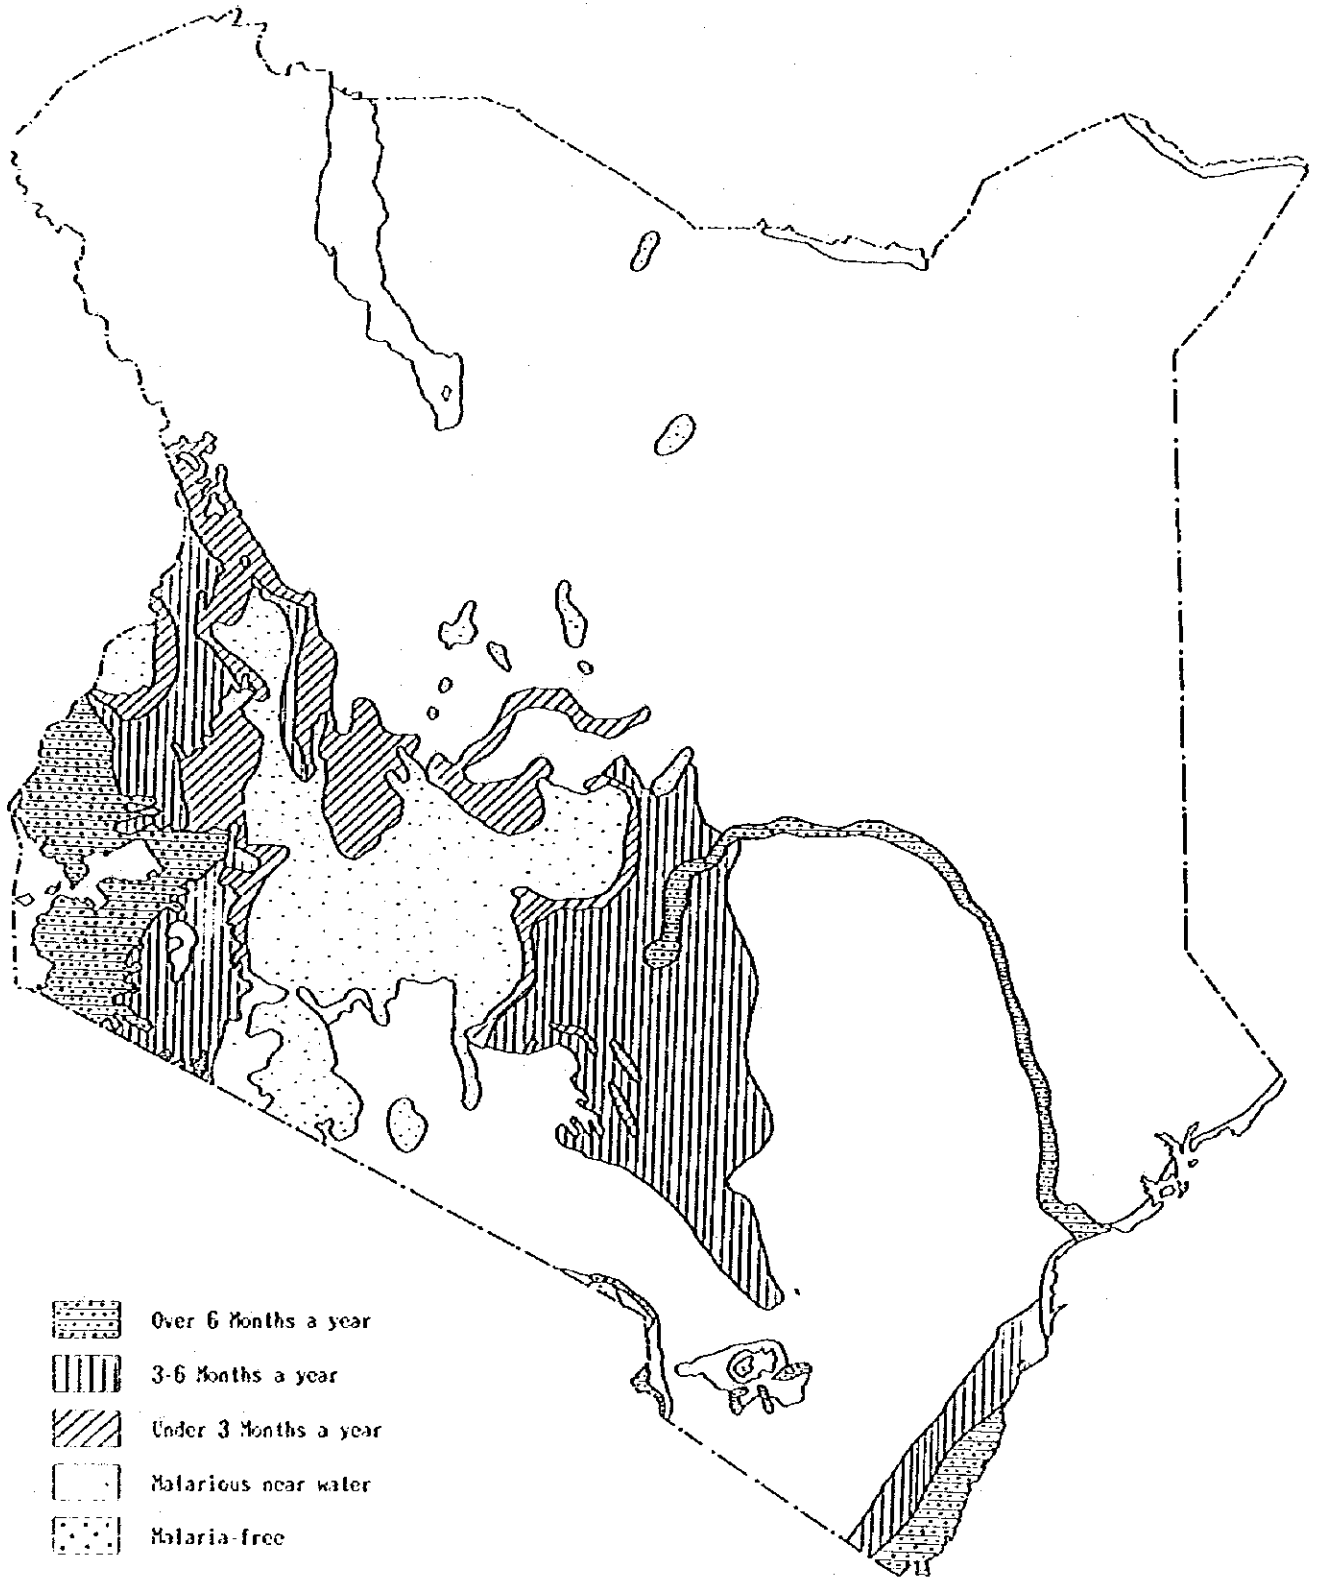 Over 6 Months a year
3-6 Months a year
Under 3 Months a year
Malarious near water
Malaria-free